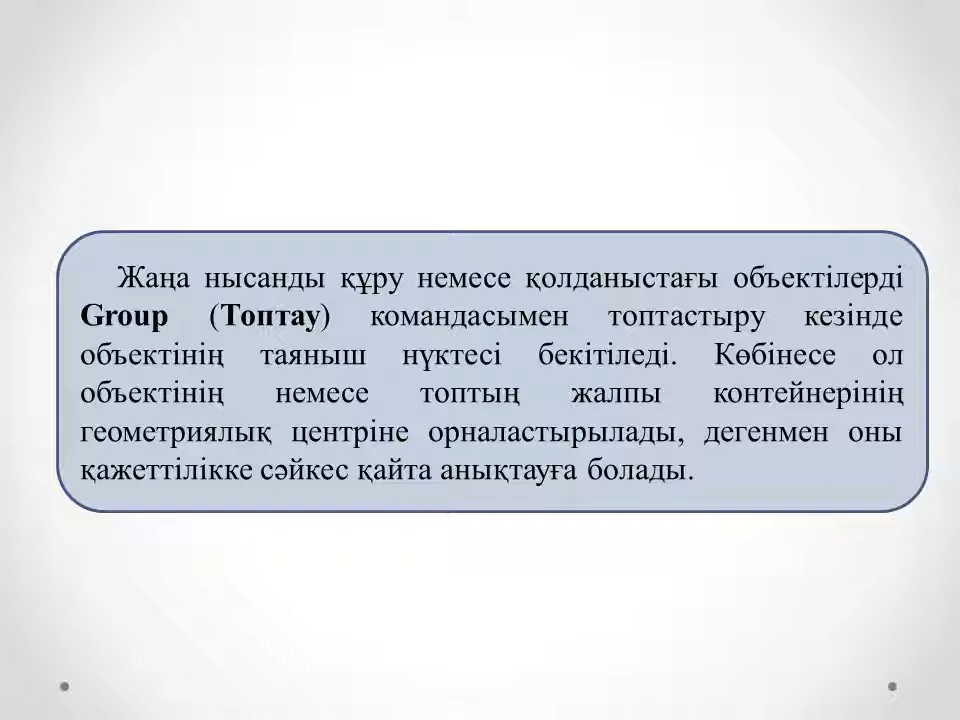 Жаңа нысанды құру немесе қолданыстағы объектілерді
Group (Топтау) командасымен топтастыру кезінде
объектінің таяныш нүктесі бекітіледі. Көбінесе ол
объектінің немесе топтың жалпы контейнерінің
геометриялық центріне орналастырылады, дегенмен оны
қажеттілікке сәйкес қайта анықтауға болады.